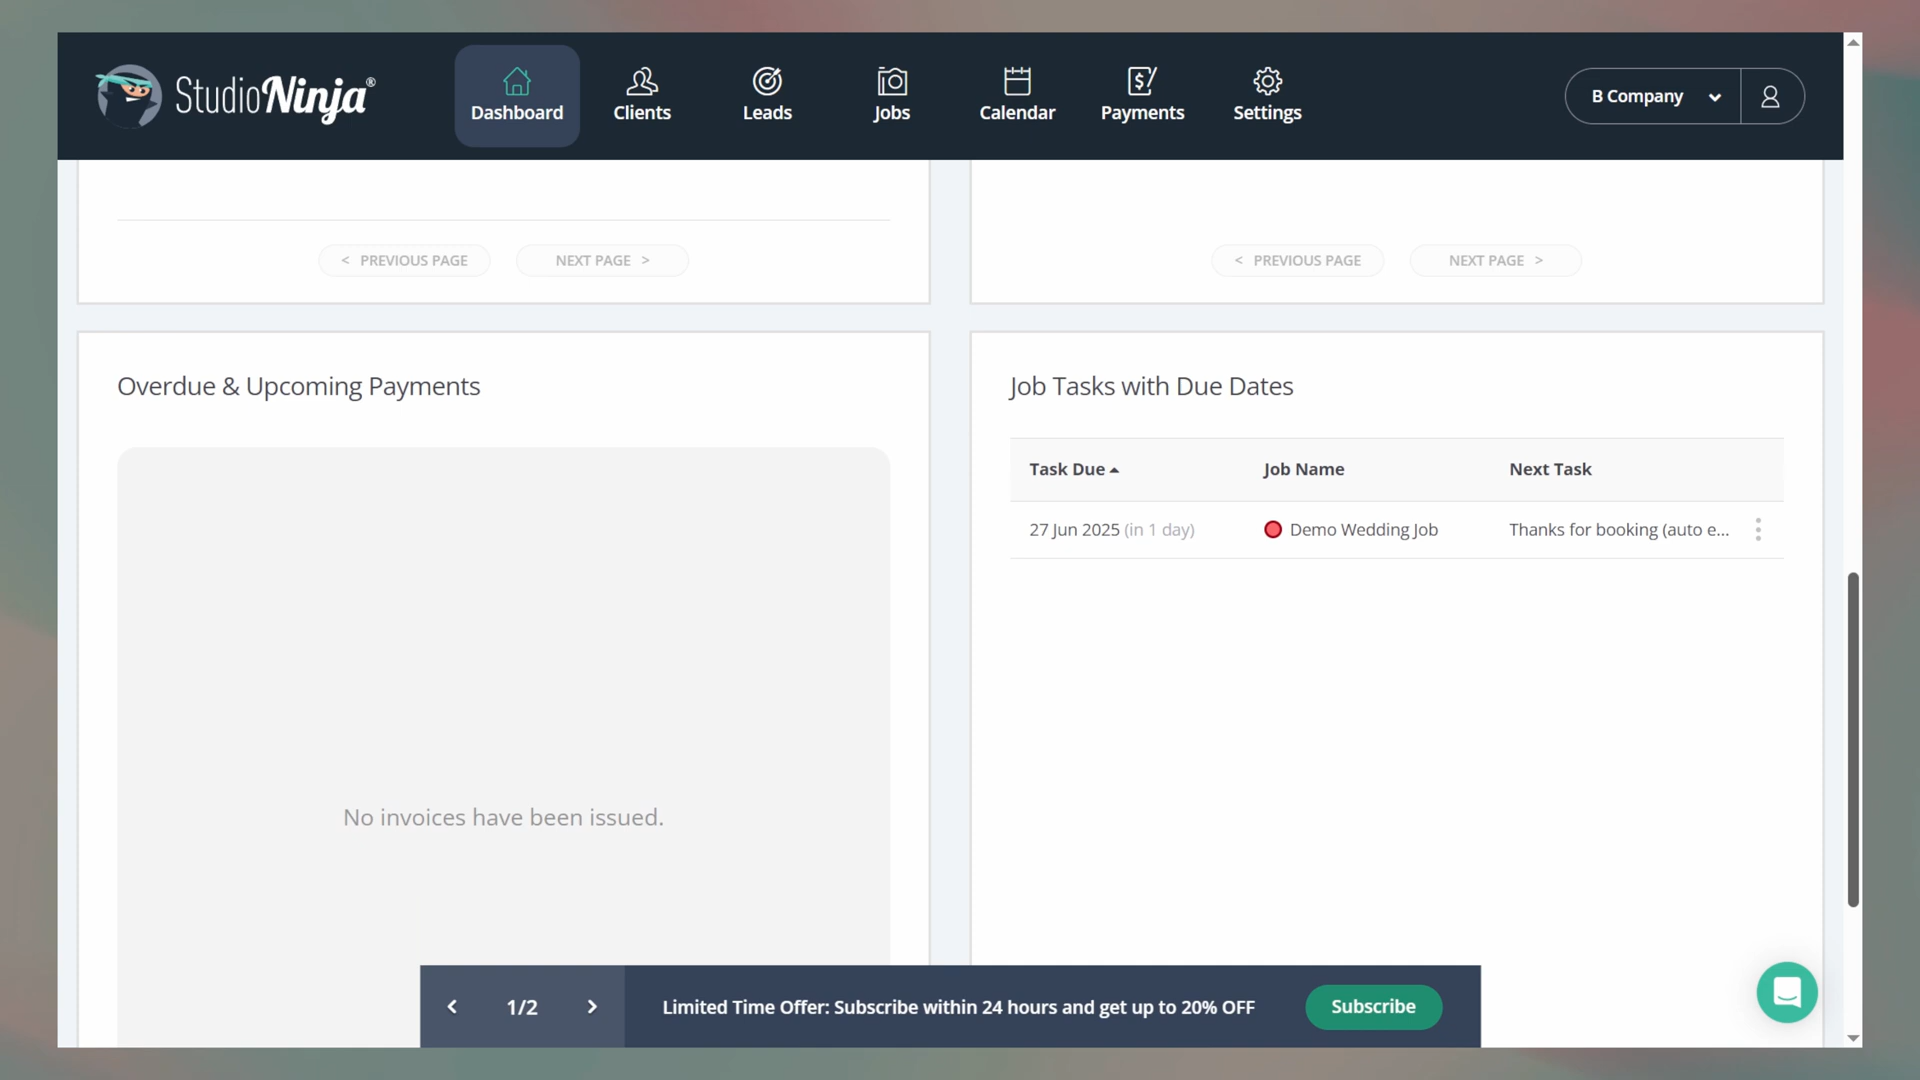 StudioNinja®
Dashboard
Clients
Leads
Jobs
Calendar
Payments
Settings
B Company
< PREVIOUS PAGE
NEXT PAGE >
< PREVIOUS PAGE
NEXT PAGE >
Overdue & Upcoming Payments
No invoices have been issued.
Job Tasks with Due Dates
Task Due Job Name Next Task
27 Jun 2025 (in 1 day) Demo Wedding Job Thanks for booking (auto e...
< 1/2 >
Limited Time Offer: Subscribe within 24 hours and get up to 20% OFF
Subscribe